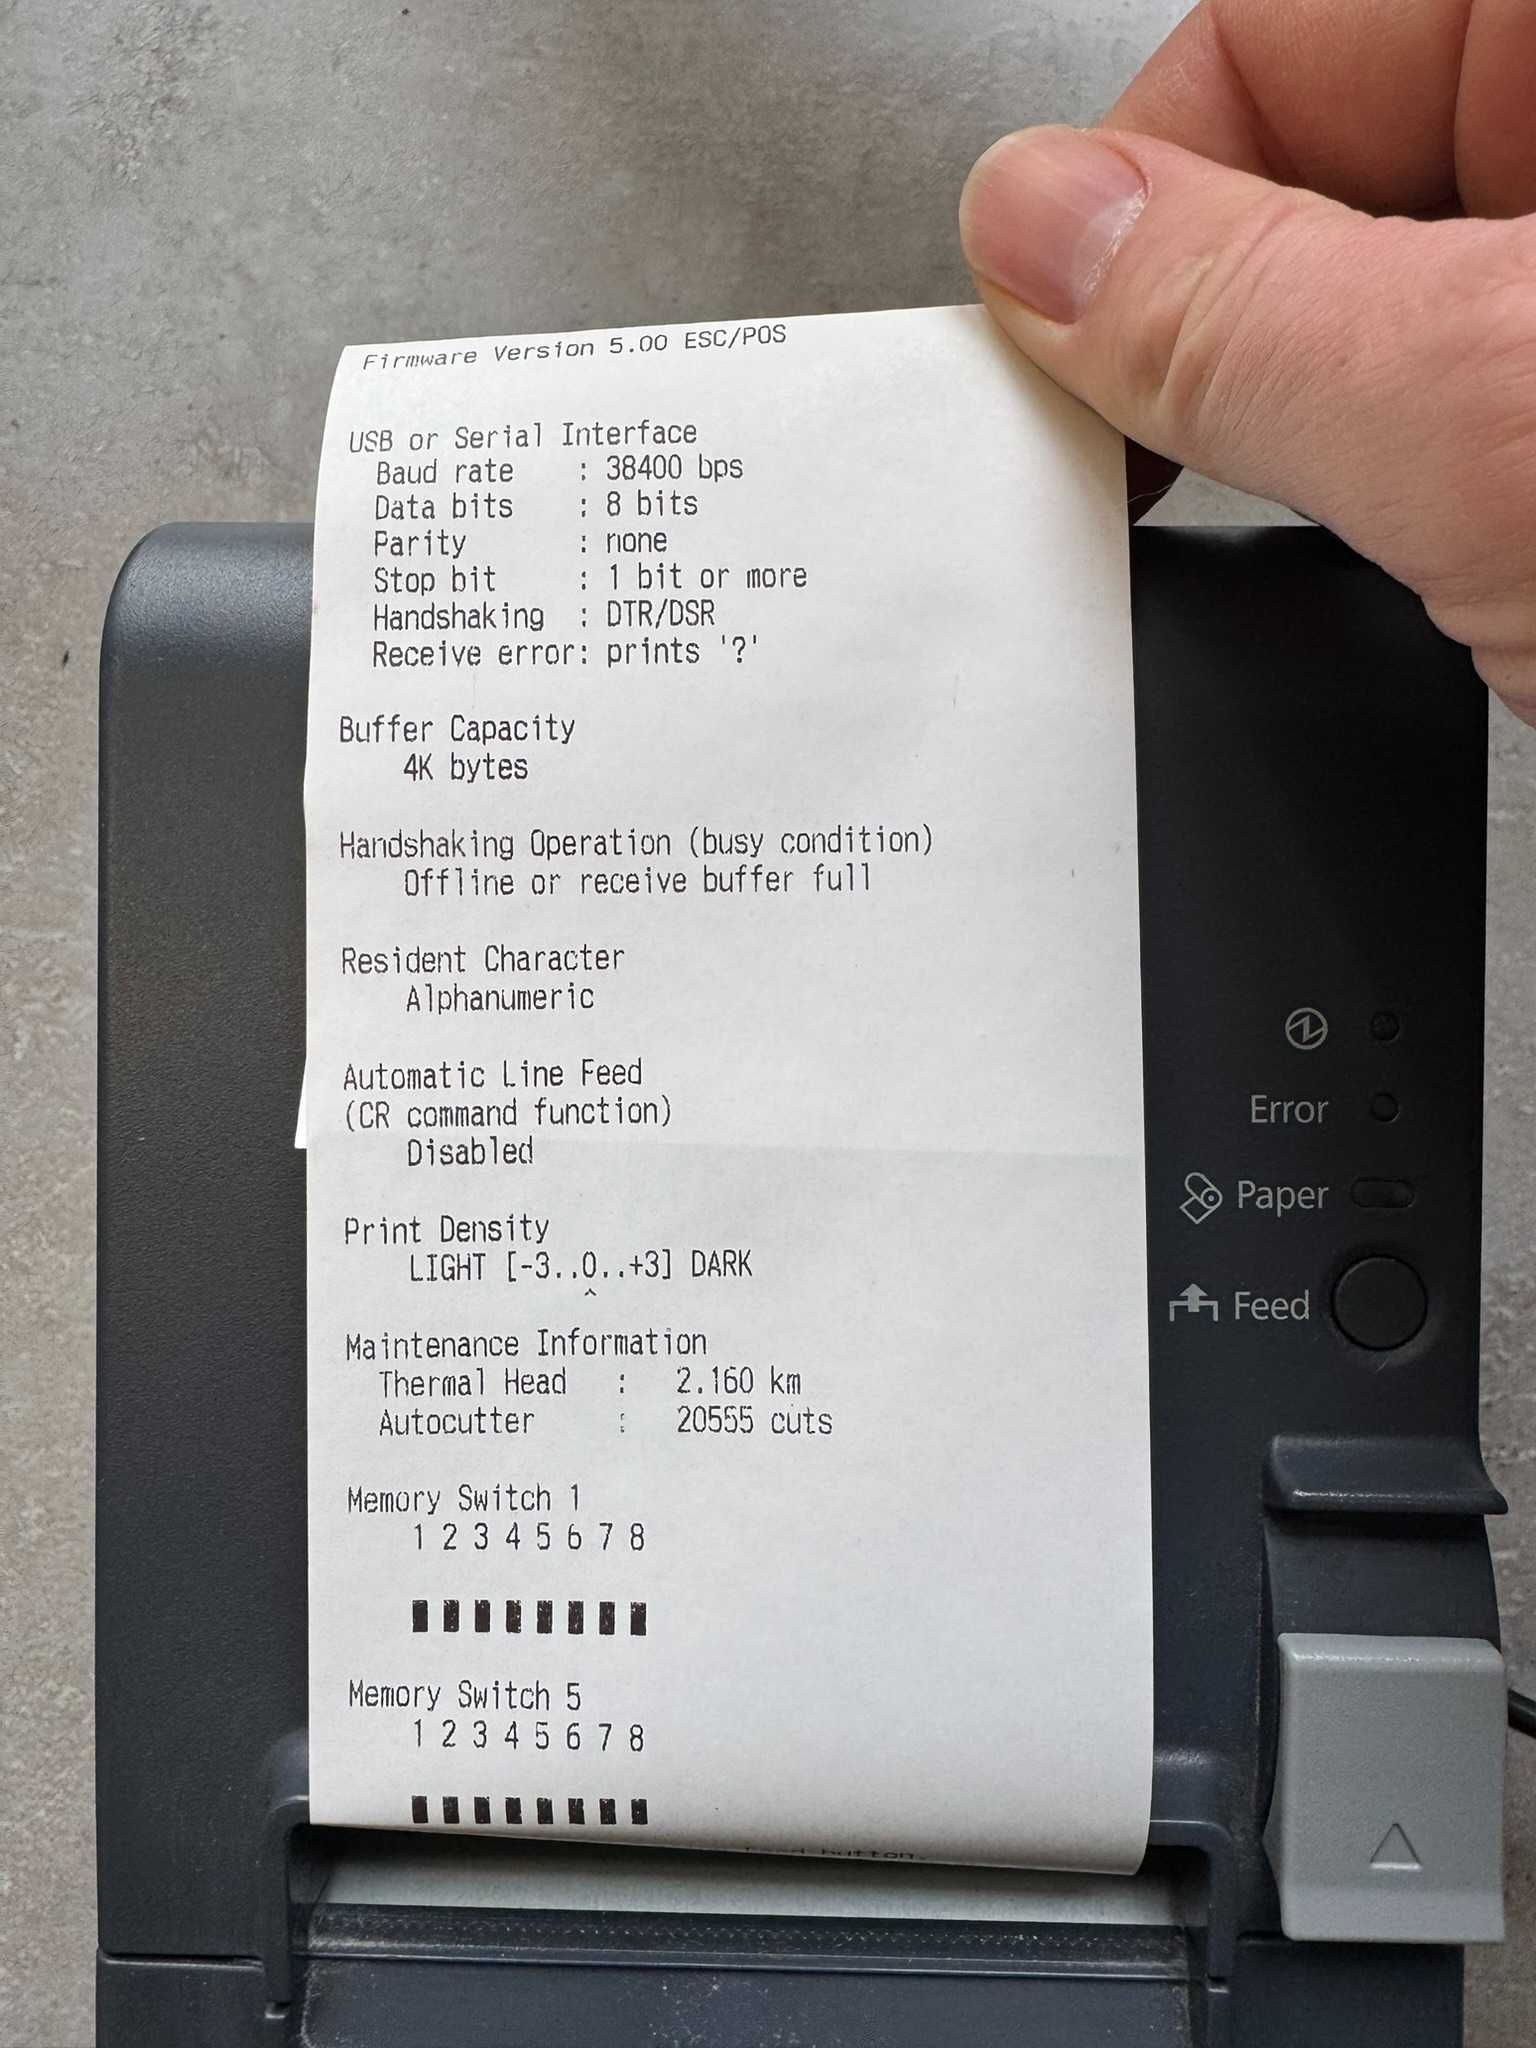 Firmware Version 5.00 ESC/POS
USB or Serial Interface
Baud rate : 38400 bps
Data bits : 8 bits
Parity : none
Stop bit : 1 bit or more
Handshaking : DTR/DSR
Receive error: prints '?'
Buffer Capacity
4K bytes
Handshaking Operation (busy condition)
Offline or receive buffer full
Resident Character
Alphanumeric
Automatic Line Feed
(CR command function)
Disabled
Print Density
LIGHT [-3..0..+3] DARK
^
Maintenance Information
Thermal Head : 2.160 km
Autocutter : 20555 cuts
Memory Switch 1
1 2 3 4 5 6 7 8
Memory Switch 5
1 2 3 4 5 6 7 8
button.
Error
Paper
Feed